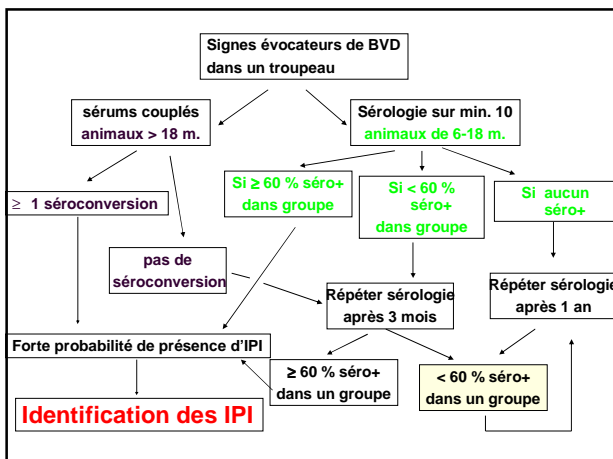 Signes évocateurs de BVD
dans un troupeau
sérums couplés
animaux > 18 m.
Sérologie sur min. 10
animaux de 6-18 m.
≥ 1 séroconversion
Si ≥ 60 % séro+
dans groupe
Si < 60 %
séro+
dans groupe
Si aucun
séro+
pas de
séroconversion
Répéter sérologie
après 3 mois
Répéter sérologie
après 1 an
Forte probabilité de présence d'IPI
≥ 60 % séro+
dans un groupe
< 60 % séro+
dans un groupe
Identification des IPI